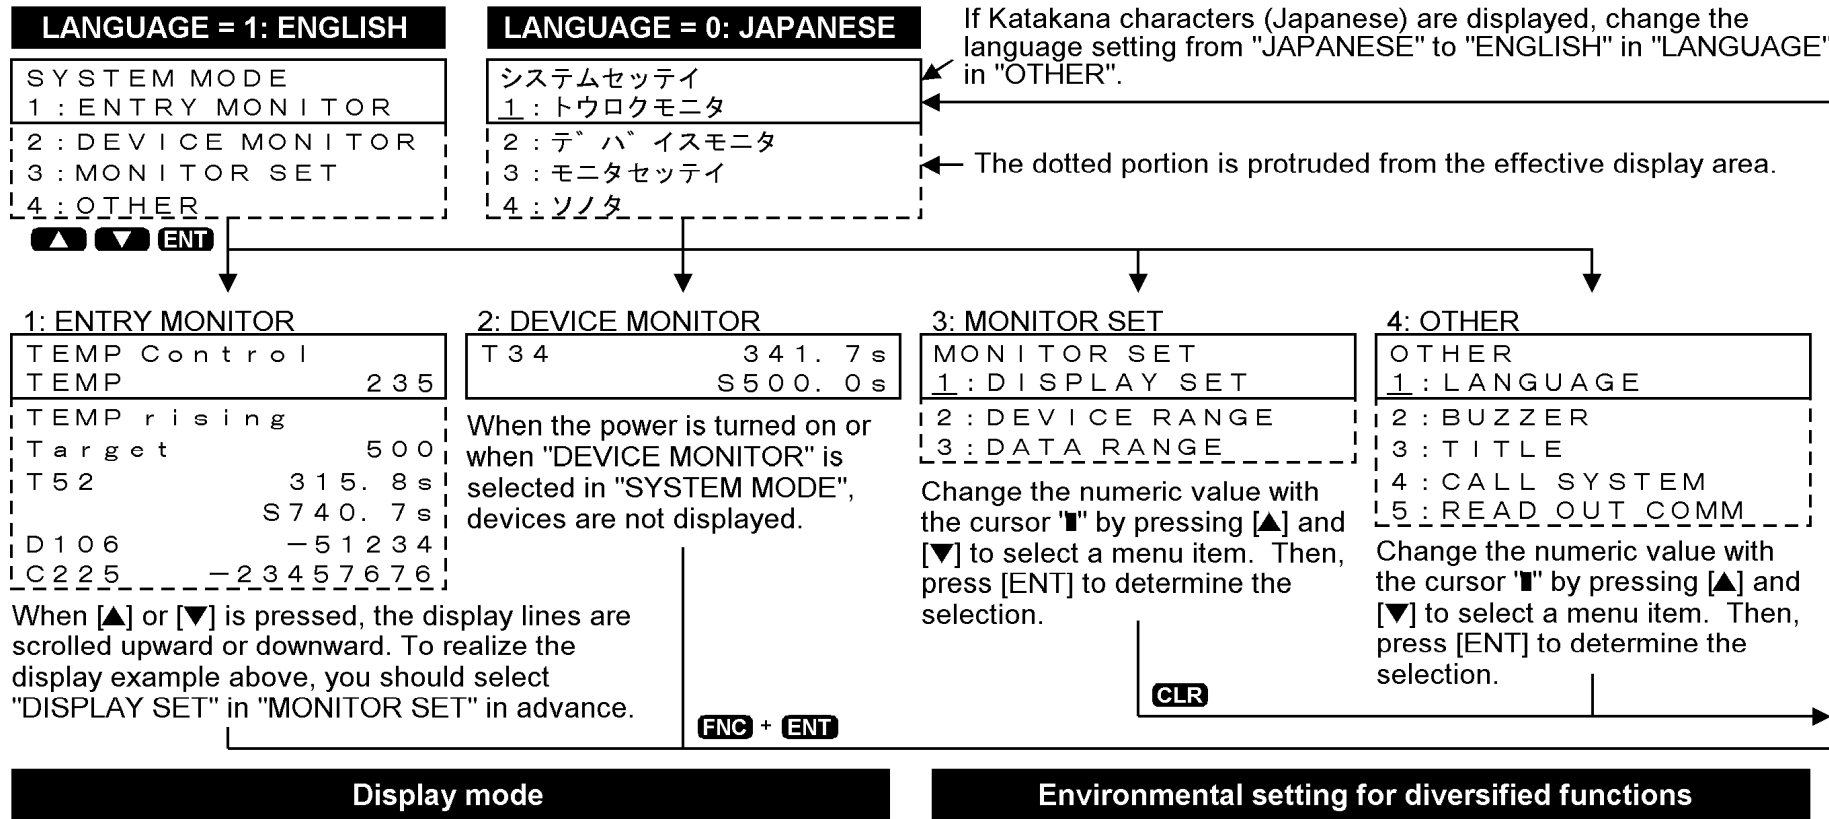 LANGUAGE = 1: ENGLISH
SYSTEM MODE
1:ENTRY MONITOR
2:DEVICE MONITOR
3:MONITOR SET
4:OTHER
▲ ▼ ENT
LANGUAGE = 0: JAPANESE
システムセッテイ
1:トウロクモニタ
2:デバイスモニタ
3:モニタセッテイ
4:ソノタ
If Katakana characters (Japanese) are displayed, change the
language setting from "JAPANESE" to "ENGLISH" in "LANGUAGE"
in "OTHER".
The dotted portion is protruded from the effective display area.
1: ENTRY MONITOR
TEMP Control
TEMP 235
TEMP rising
Target 500
T52 315.8s
S740.7s
D106 -51234
C225 -23457676
When [▲] or [▼] is pressed, the display lines are
scrolled upward or downward. To realize the
display example above, you should select
"DISPLAY SET" in "MONITOR SET" in advance.
2: DEVICE MONITOR
T34 341.7s
S500.0s
When the power is turned on or
when "DEVICE MONITOR" is
selected in "SYSTEM MODE",
devices are not displayed.
FNC + ENT
3: MONITOR SET
MONITOR SET
1:DISPLAY SET
2:DEVICE RANGE
3:DATA RANGE
Change the numeric value with
the cursor "▮" by pressing [▲] and
[▼] to select a menu item. Then,
press [ENT] to determine the
selection.
CLR
4: OTHER
OTHER
1:LANGUAGE
2:BUZZER
3:TITLE
4:CALL SYSTEM
5:READ OUT COMM
Change the numeric value with
the cursor "▮" by pressing [▲] and
[▼] to select a menu item. Then,
press [ENT] to determine the
selection.
Display mode
Environmental setting for diversified functions